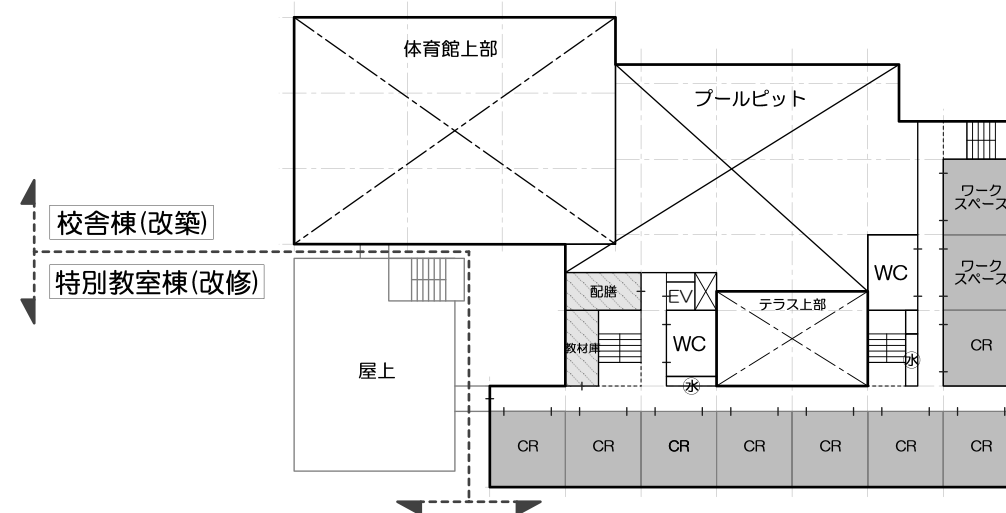 体育館上部
プールピット
校舎棟(改築)
特別教室棟(改修)
ワーク
スペース
WC
ワーク
スペース
配膳
EV
テラス上部
教材庫
WC
CR
水
屋上
水
CR
CR
CR
CR
CR
CR
CR